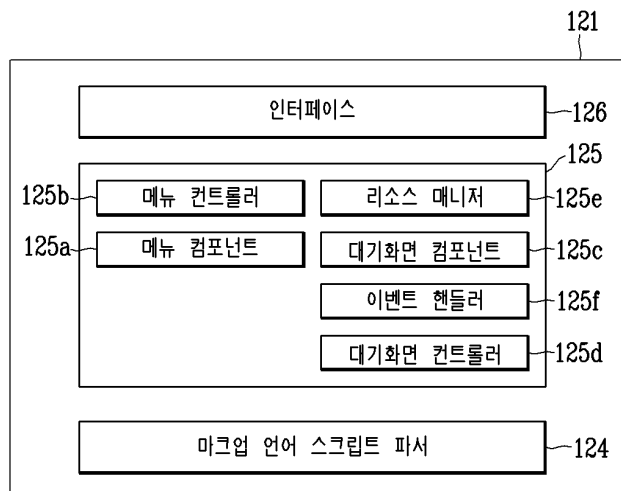 121
인터페이스
126
125
125b
메뉴 컨트롤러
리소스 매니저
125e
125a
메뉴 컴포넌트
대기화면 컴포넌트
125c
이벤트 핸들러
125f
대기화면 컨트롤러
125d
마크업 언어 스크립트 파서
124